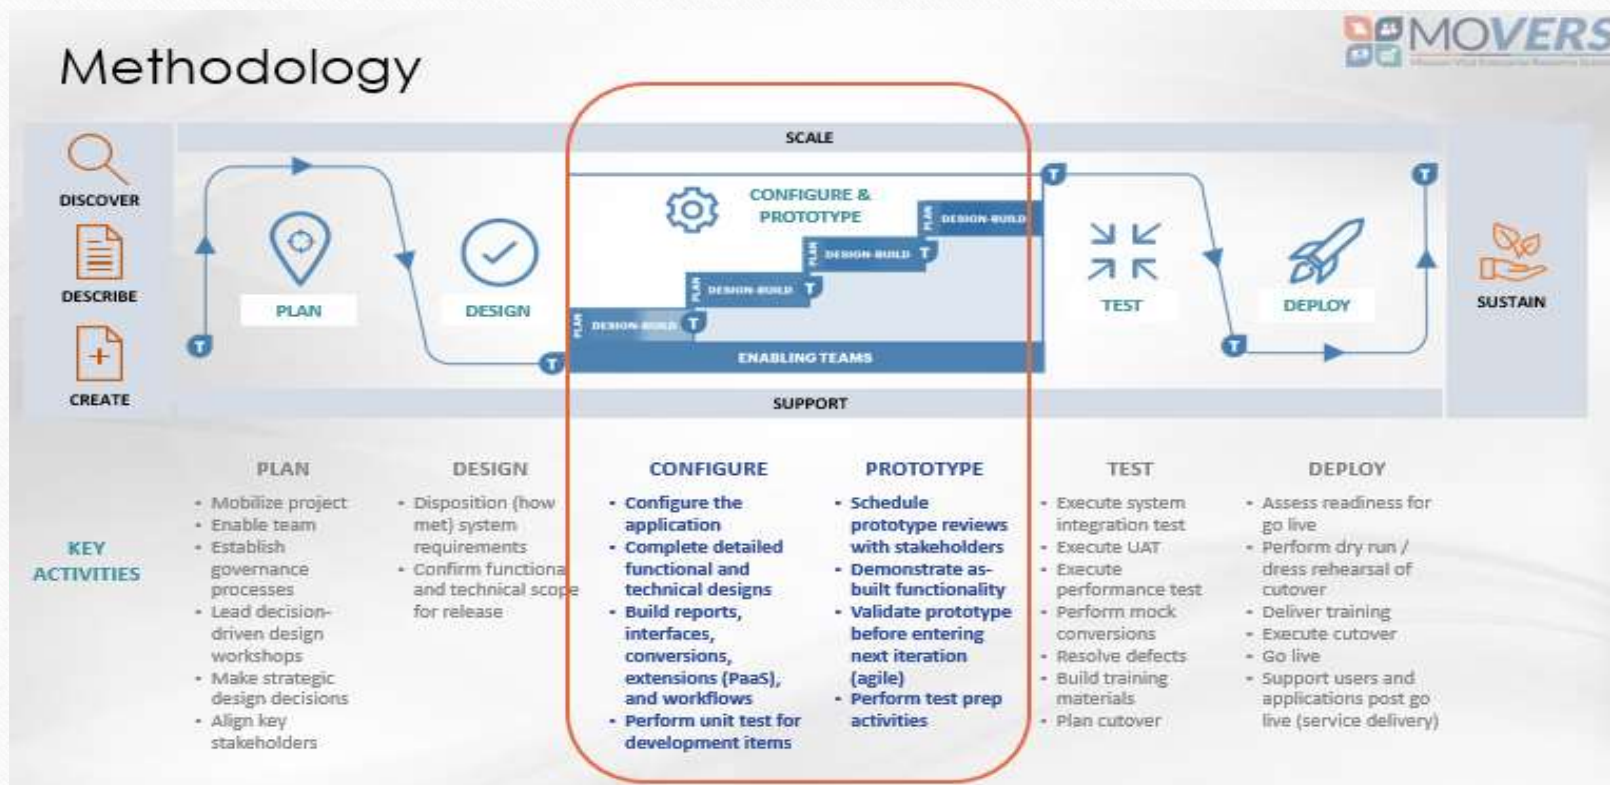 Methodology
MOVERS
SCALE
DISCOVER
DESCRIBE
CREATE
T
PLAN
T
DESIGN
CONFIGURE &
PROTOTYPE
PLAN
DESIGN-BUILD
T
PLAN
DESIGN-BUILD
T
PLAN
DESIGN-BUILD
T
PLAN
DESIGN-BUILD
ENABLING TEAMS
T
TEST
T
DEPLOY
T
SUSTAIN
SUPPORT
KEY
ACTIVITIES
PLAN
• Mobilize project
• Enable team
• Establish
governance
processes
• Lead decision-
driven design
workshops
• Make strategic
design decisions
• Align key
stakeholders
DESIGN
• Disposition (how
met) system
requirements
• Confirm functional
and technical scope
for release
CONFIGURE
• Configure the
application
• Complete detailed
functional and
technical designs
• Build reports,
interfaces,
conversions,
extensions (PaaS),
and workflows
• Perform unit test for
development items
PROTOTYPE
• Schedule
prototype reviews
with stakeholders
• Demonstrate as-
built functionality
• Validate prototype
before entering
next iteration
(agile)
• Perform test prep
activities
TEST
• Execute system
integration test
• Execute UAT
• Execute
performance test
• Perform mock
conversions
• Resolve defects
• Build training
materials
• Plan cutover
DEPLOY
• Assess readiness for
go live
• Perform dry run /
dress rehearsal of
cutover
• Deliver training
• Execute cutover
• Go live
• Support users and
applications post go
live (service delivery)